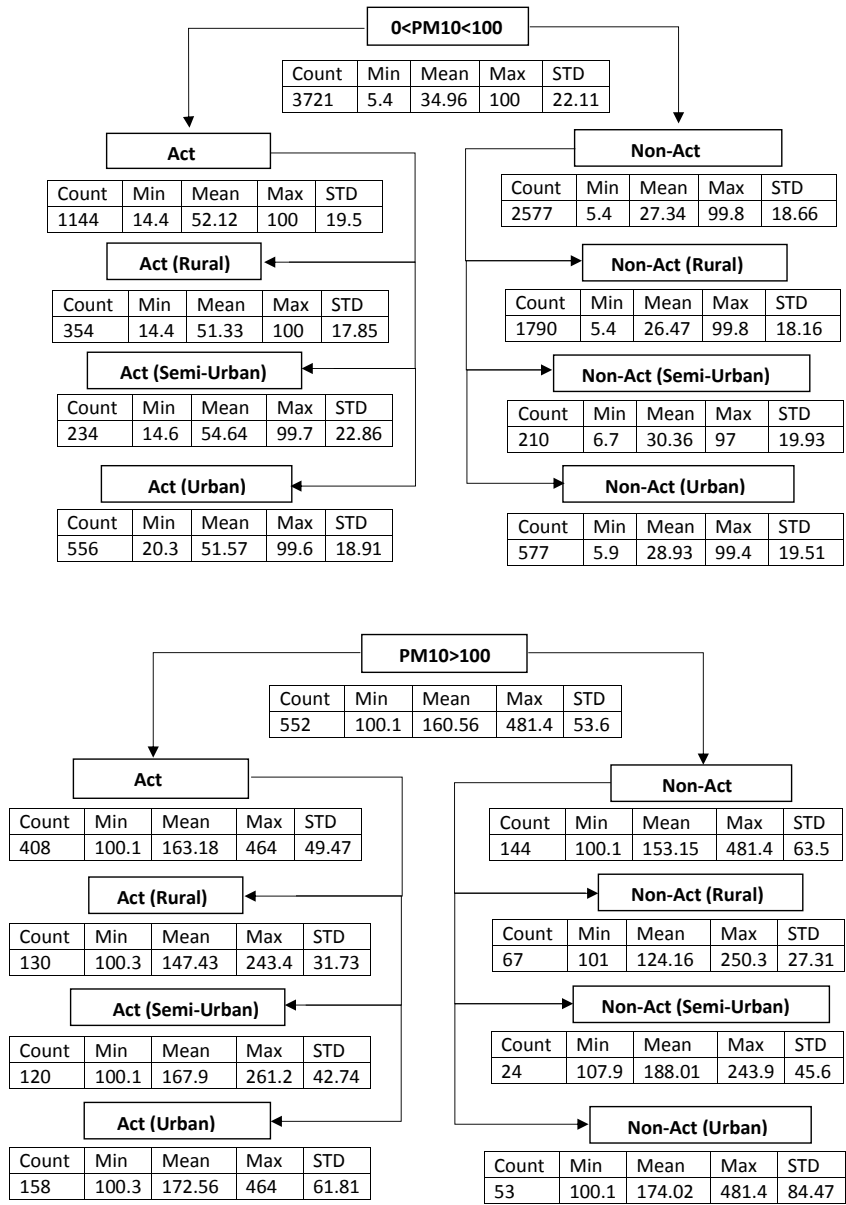 0<PM10<100
Count Min Mean Max STD
3721 5.4 34.96 100 22.11
Act
Count Min Mean Max STD
1144 14.4 52.12 100 19.5
Act (Rural)
Count Min Mean Max STD
354 14.4 51.33 100 17.85
Act (Semi-Urban)
Count Min Mean Max STD
234 14.6 54.64 99.7 22.86
Act (Urban)
Count Min Mean Max STD
556 20.3 51.57 99.6 18.91
Non-Act
Count Min Mean Max STD
2577 5.4 27.34 99.8 18.66
Non-Act (Rural)
Count Min Mean Max STD
1790 5.4 26.47 99.8 18.16
Non-Act (Semi-Urban)
Count Min Mean Max STD
210 6.7 30.36 97 19.93
Non-Act (Urban)
Count Min Mean Max STD
577 5.9 28.93 99.4 19.51
PM10>100
Count Min Mean Max STD
552 100.1 160.56 481.4 53.6
Act
Count Min Mean Max STD
408 100.1 163.18 464 49.47
Act (Rural)
Count Min Mean Max STD
130 100.3 147.43 243.4 31.73
Act (Semi-Urban)
Count Min Mean Max STD
120 100.1 167.9 261.2 42.74
Act (Urban)
Count Min Mean Max STD
158 100.3 172.56 464 61.81
Non-Act
Count Min Mean Max STD
144 100.1 153.15 481.4 63.5
Non-Act (Rural)
Count Min Mean Max STD
67 101 124.16 250.3 27.31
Non-Act (Semi-Urban)
Count Min Mean Max STD
24 107.9 188.01 243.9 45.6
Non-Act (Urban)
Count Min Mean Max STD
53 100.1 174.02 481.4 84.47